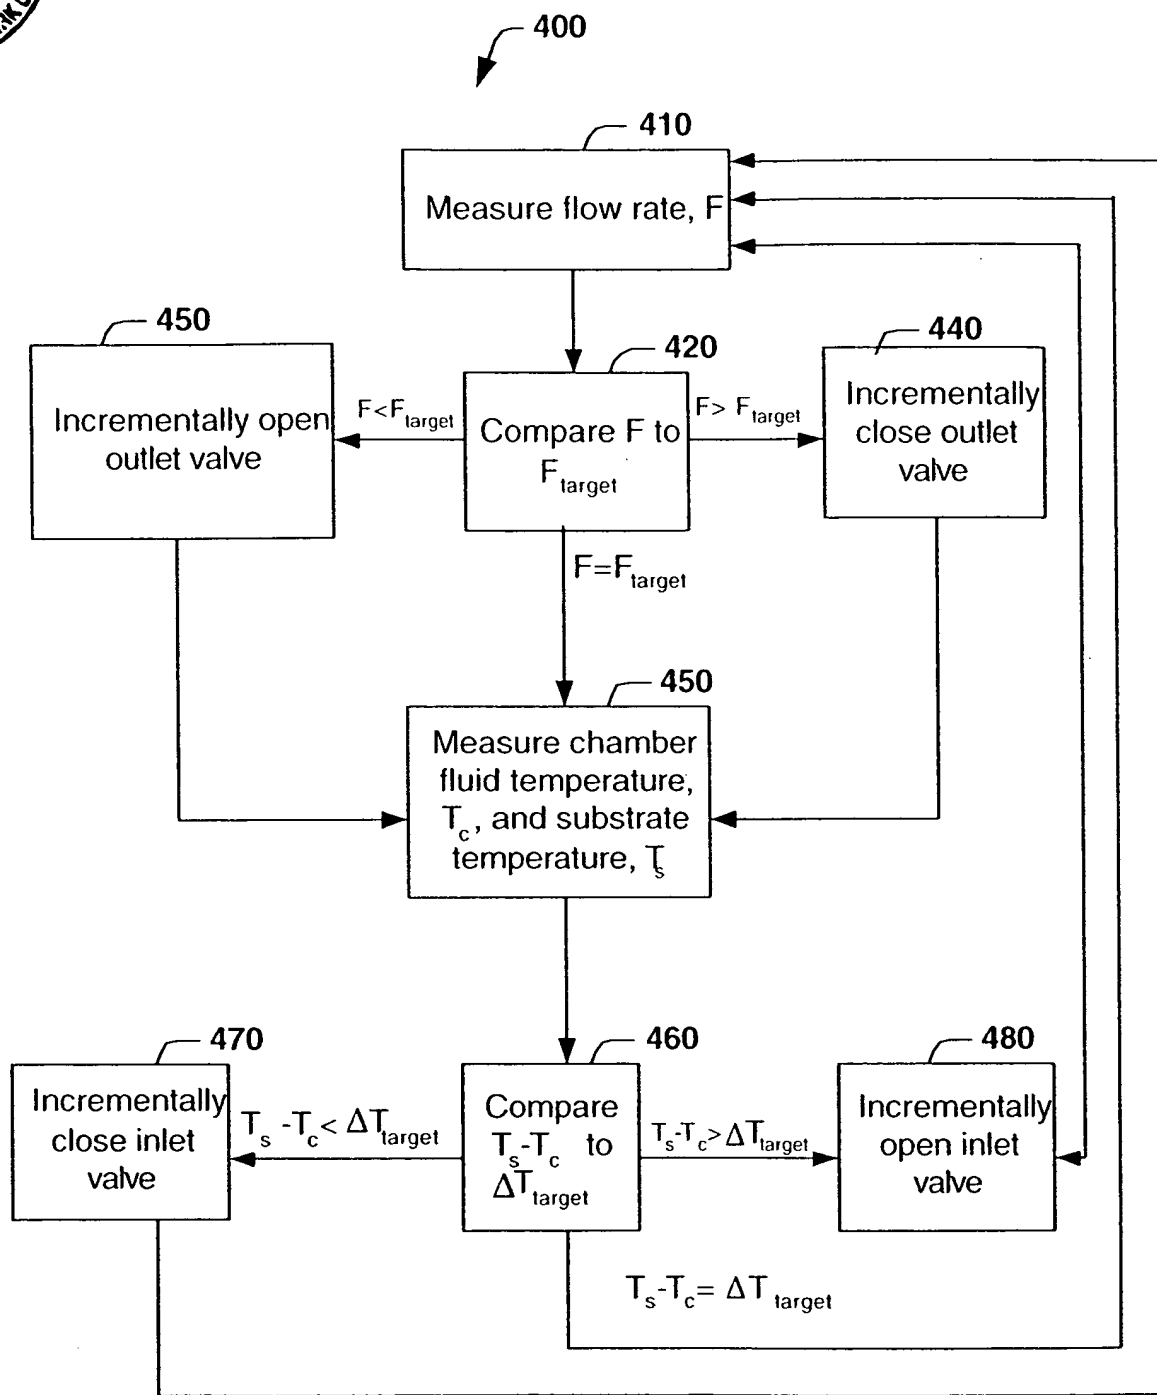 400
410
Measure flow rate, F
450
420
440
Incrementally open
outlet valve
F<F_target
Compare F to
F_target
F> F_target
Incrementally
close outlet
valve
F=F_target
450
Measure chamber
fluid temperature,
T_c, and substrate
temperature, T_s
470
460
480
Incrementally
close inlet
valve
T_s -T_c< ΔT_target
Compare
T_s-T_c to
ΔT_target
T_s-T_c>ΔT_target
Incrementally
open inlet
valve
T_s-T_c= ΔT_target